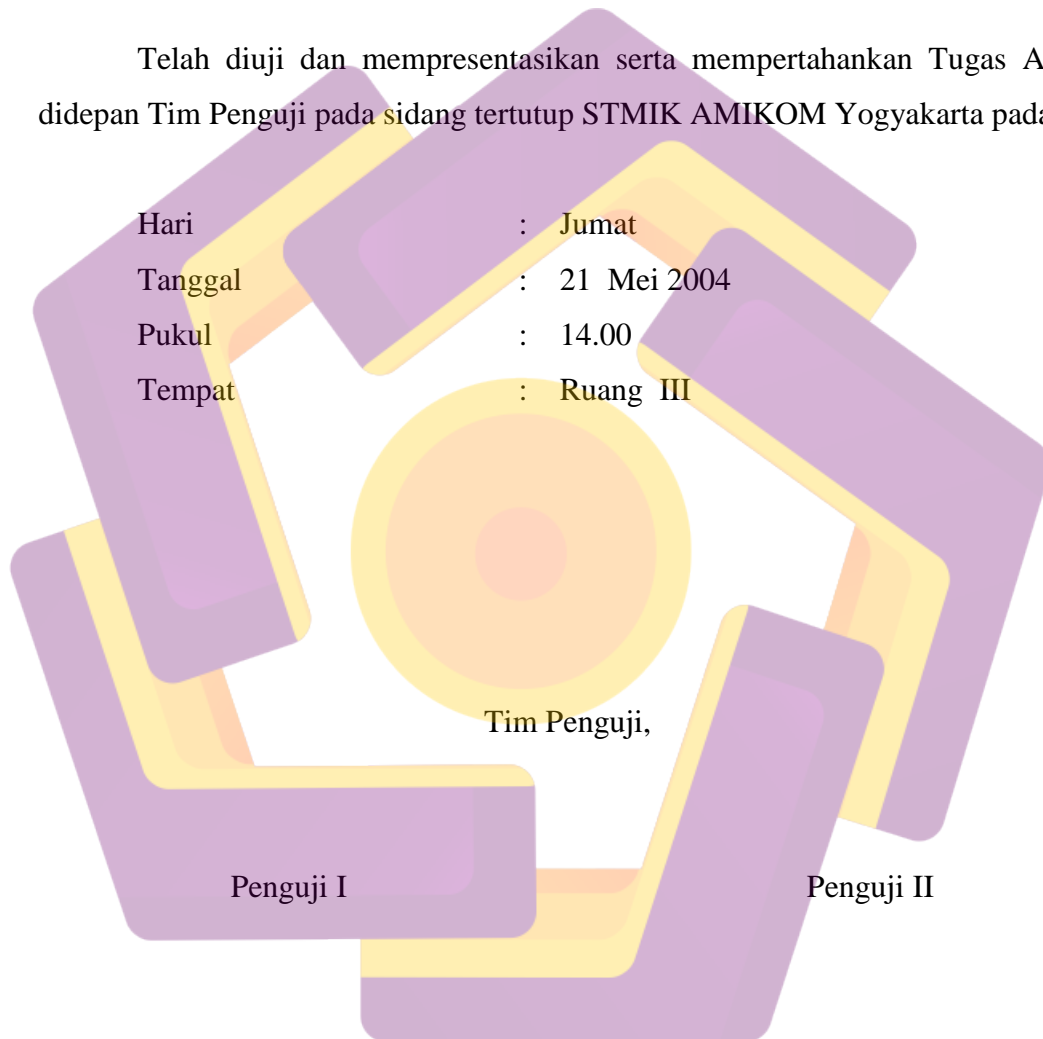 Telah diuji dan mempresentasikan serta mempertahankan Tugas A
didepan Tim Penguji pada sidang tertutup STMIK AMIKOM Yogyakarta pada
Hari : Jumat
Tanggal : 21 Mei 2004
Pukul : 14.00
Tempat : Ruang III
Tim Penguji,
Penguji I Penguji II